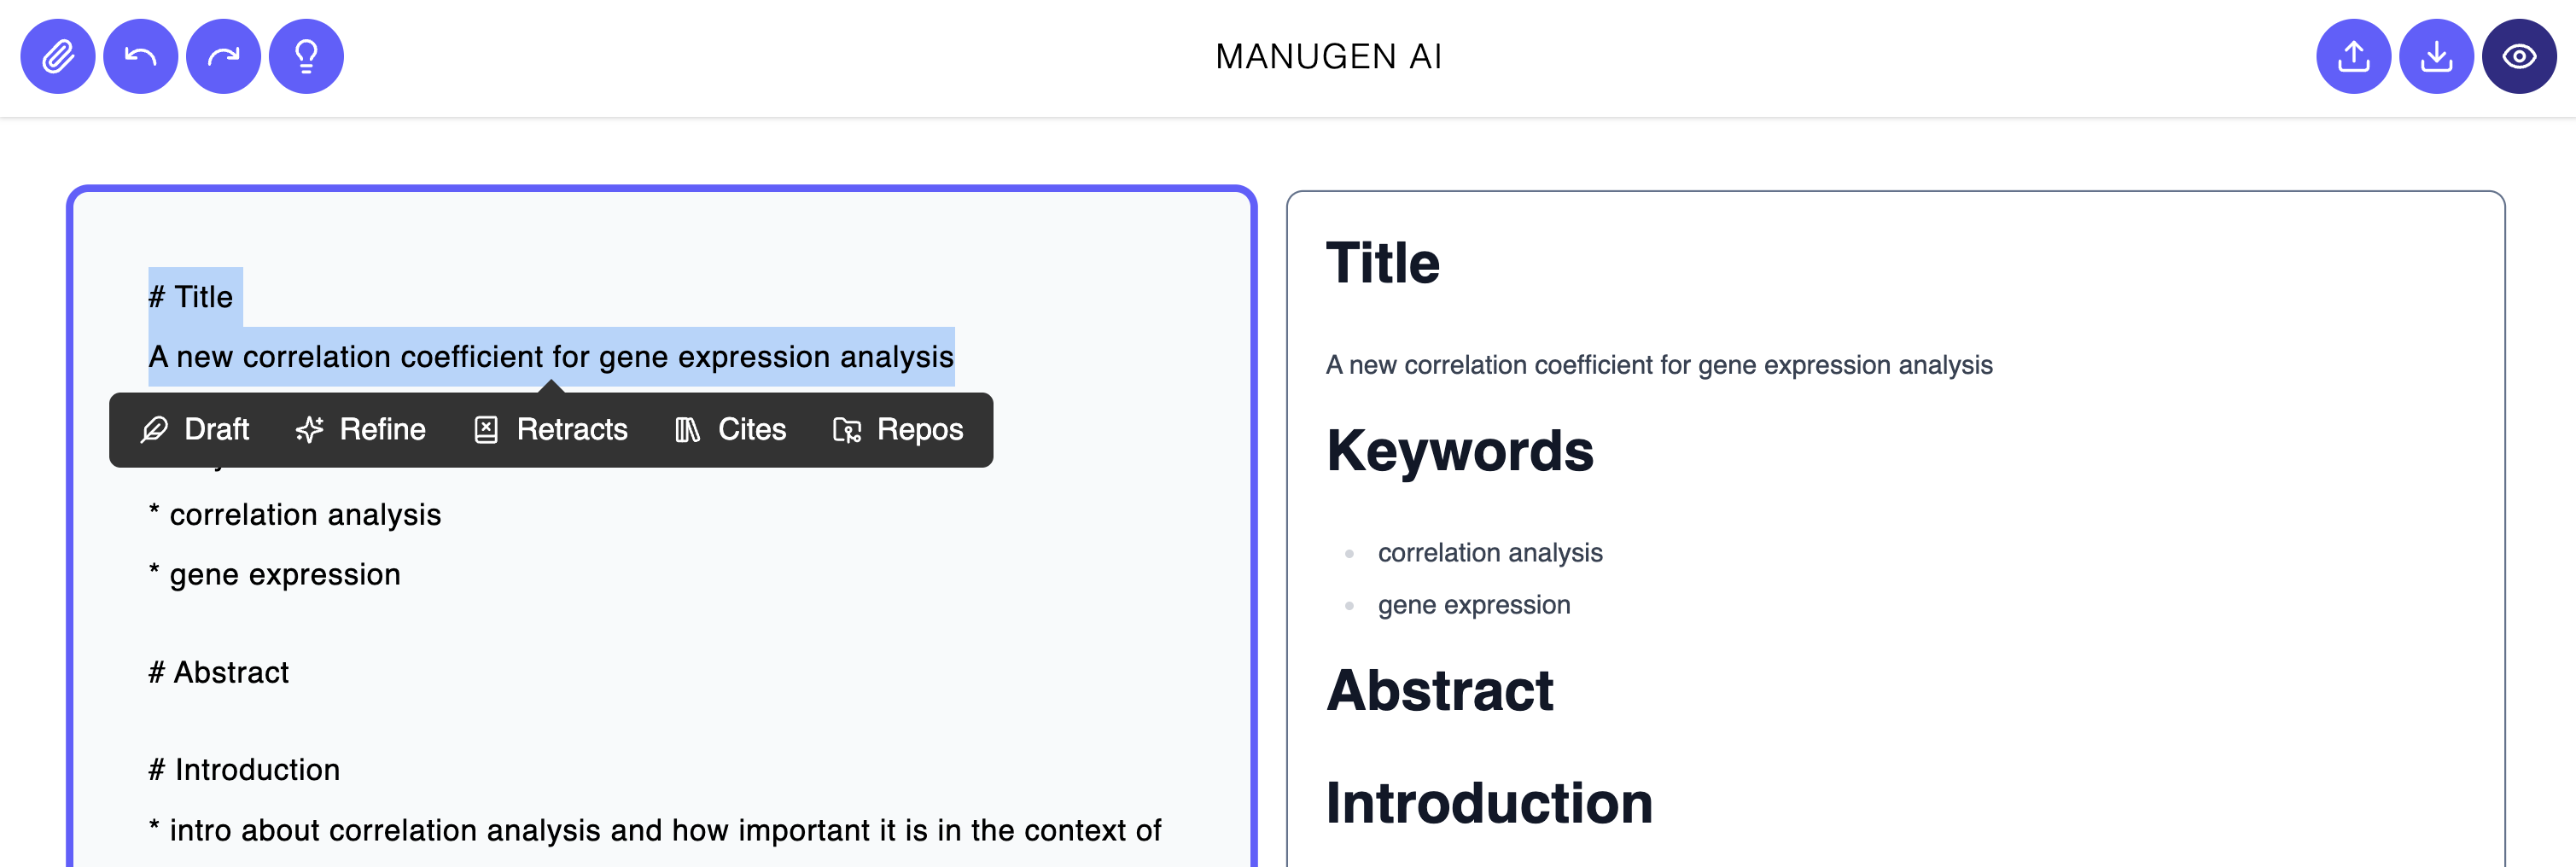 MANUGEN AI
# Title
A new correlation coefficient for gene expression analysis
Draft Refine Retracts Cites Repos
* correlation analysis
* gene expression
# Abstract
# Introduction
* intro about correlation analysis and how important it is in the context of
Title
A new correlation coefficient for gene expression analysis
Keywords
correlation analysis
gene expression
Abstract
Introduction